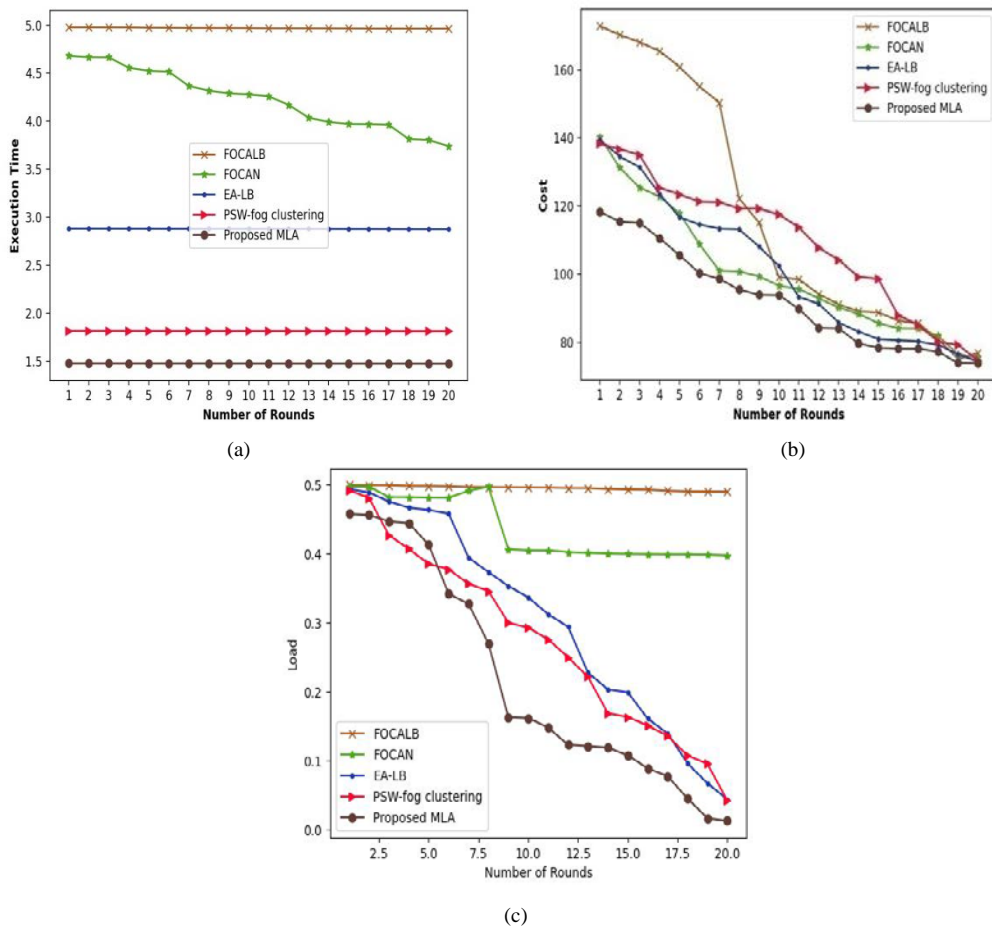 Execution Time
5.0
4.5
4.0
3.5
3.0
2.5
2.0
1.5
FOCALB
FOCAN
EA-LB
PSW-fog clustering
Proposed MLA
1 2 3 4 5 6 7 8 9 10 11 12 13 14 15 16 17 18 19 20
Number of Rounds
(a)
Cost
160
140
120
100
80
FOCALB
FOCAN
EA-LB
PSW-fog clustering
Proposed MLA
1 2 3 4 5 6 7 8 9 10 11 12 13 14 15 16 17 18 19 20
Number of Rounds
(b)
Load
0.5
0.4
0.3
0.2
0.1
0.0
FOCALB
FOCAN
EA-LB
PSW-fog clustering
Proposed MLA
2.5 5.0 7.5 10.0 12.5 15.0 17.5 20.0
Number of Rounds
(c)